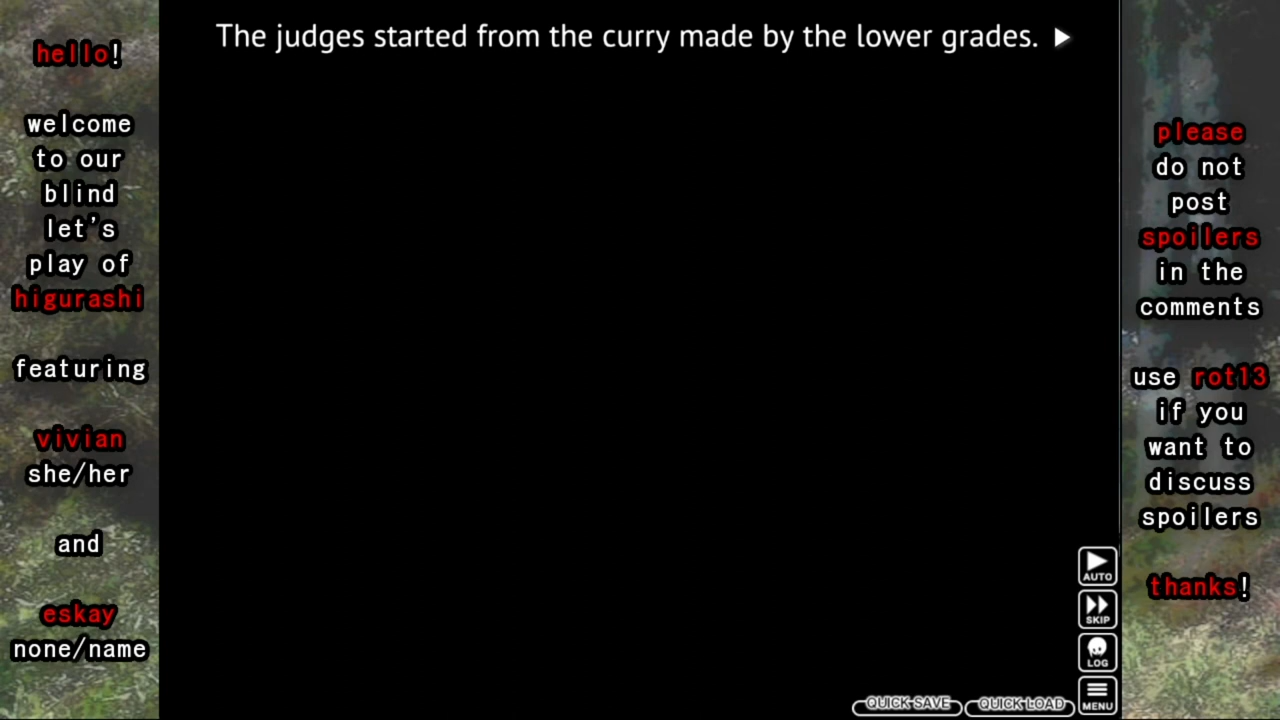 The judges started from the curry made by the lower grades.
hello!
welcome
to our
blind
let's
play of
higurashi
featuring
vivian
she/her
and
eskay
none/name
please
do not
post
spoilers
in the
comments
use rot13
if you
want to
discuss
spoilers
thanks!
AUTO
SKIP
LOG
MENU
QUICK SAVE
QUICK LOAD